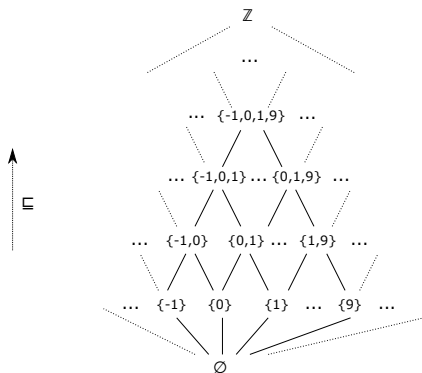 ℤ
...
... {-1,0,1,9} ...
... {-1,0,1} ... {0,1,9} ...
... {-1,0} {0,1} ... {1,9} ...
... {-1} {0} {1} ... {9} ...
∅
⊑